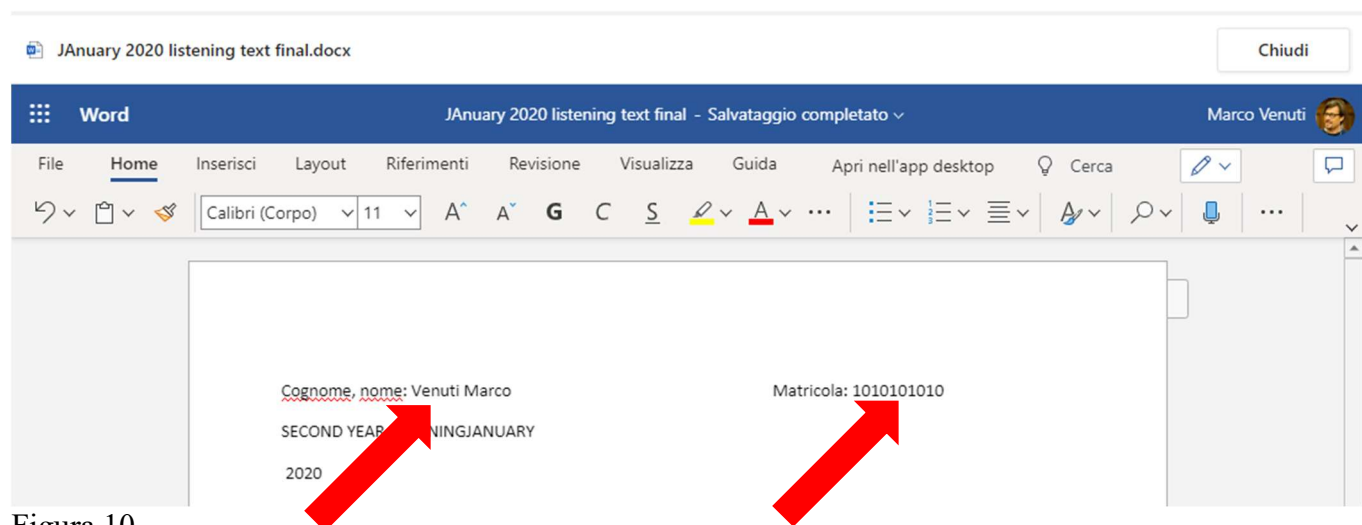 JAnuary 2020 listening text final.docx Chiudi
Word JAnuary 2020 listening text final - Salvataggio completato Marco Venuti
File Home Inserisci Layout Riferimenti Revisione Visualizza Guida Apri nell'app desktop Cerca
Calibri (Corpo) 11 A A G C S A
Cognome, nome: Venuti Marco Matricola: 1010101010
SECOND YEAR NINGJANUARY
2020
Figura 10